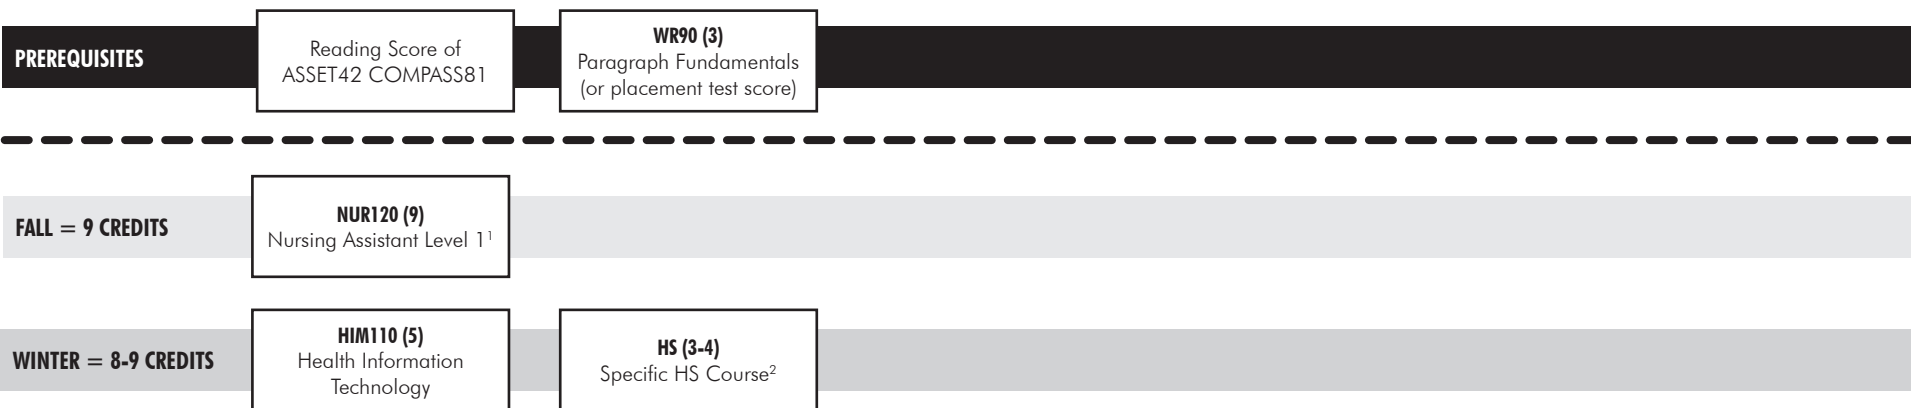 PREREQUISITES
Reading Score of
ASSET42 COMPASS81
WR90 (3)
Paragraph Fundamentals
(or placement test score)
FALL = 9 CREDITS
NUR120 (9)
Nursing Assistant Level 1¹
WINTER = 8-9 CREDITS
HIM110 (5)
Health Information
Technology
HS (3-4)
Specific HS Course²